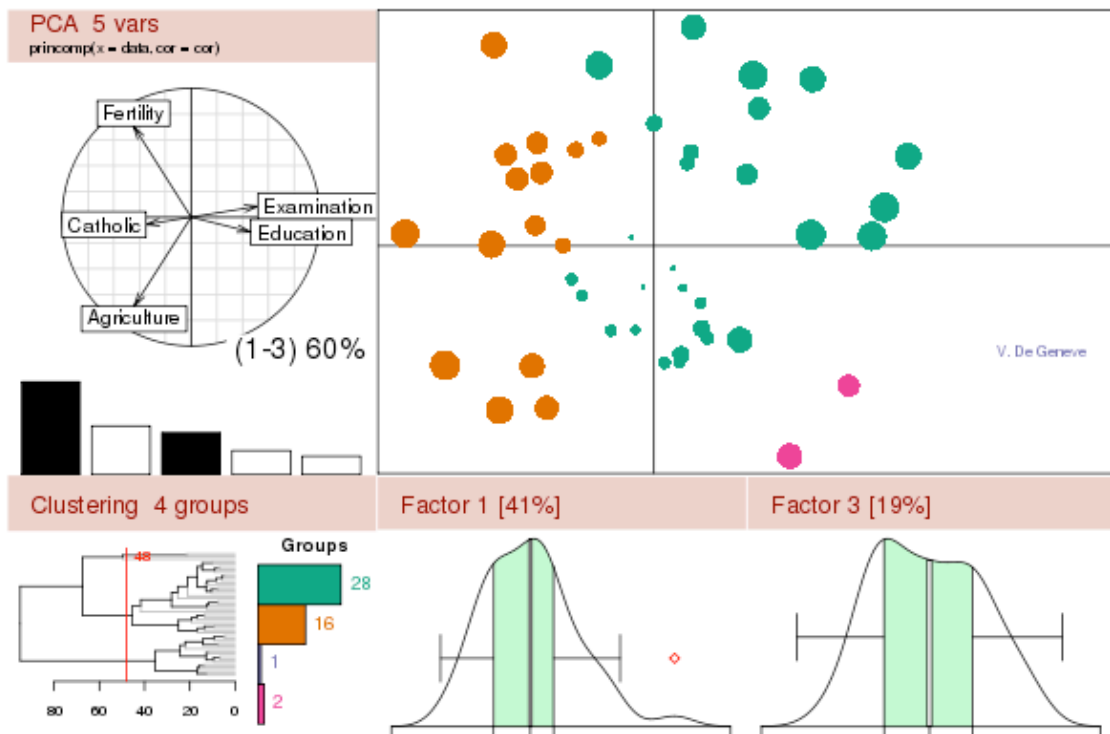 PCA 5 vars
princomp(x = data, cor = cor)
Fertility
Examination
Catholic
Education
Agriculture
(1-3) 60%
V. De Geneve
Clustering 4 groups
Factor 1 [41%]
Factor 3 [19%]
48
Groups
28
16
1
2
80 60 40 20 0